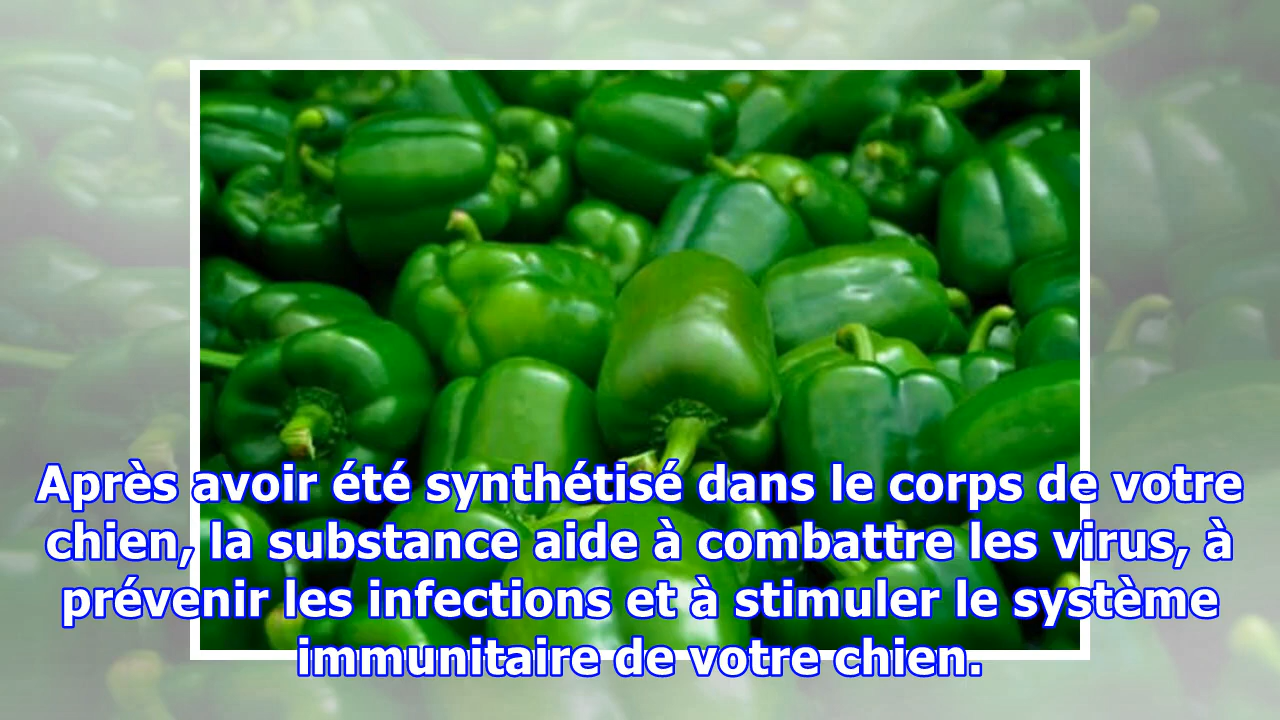 Après avoir été synthétisé dans le corps de votre
chien, la substance aide à combattre les virus, à
prévenir les infections et à stimuler le système
immunitaire de votre chien.